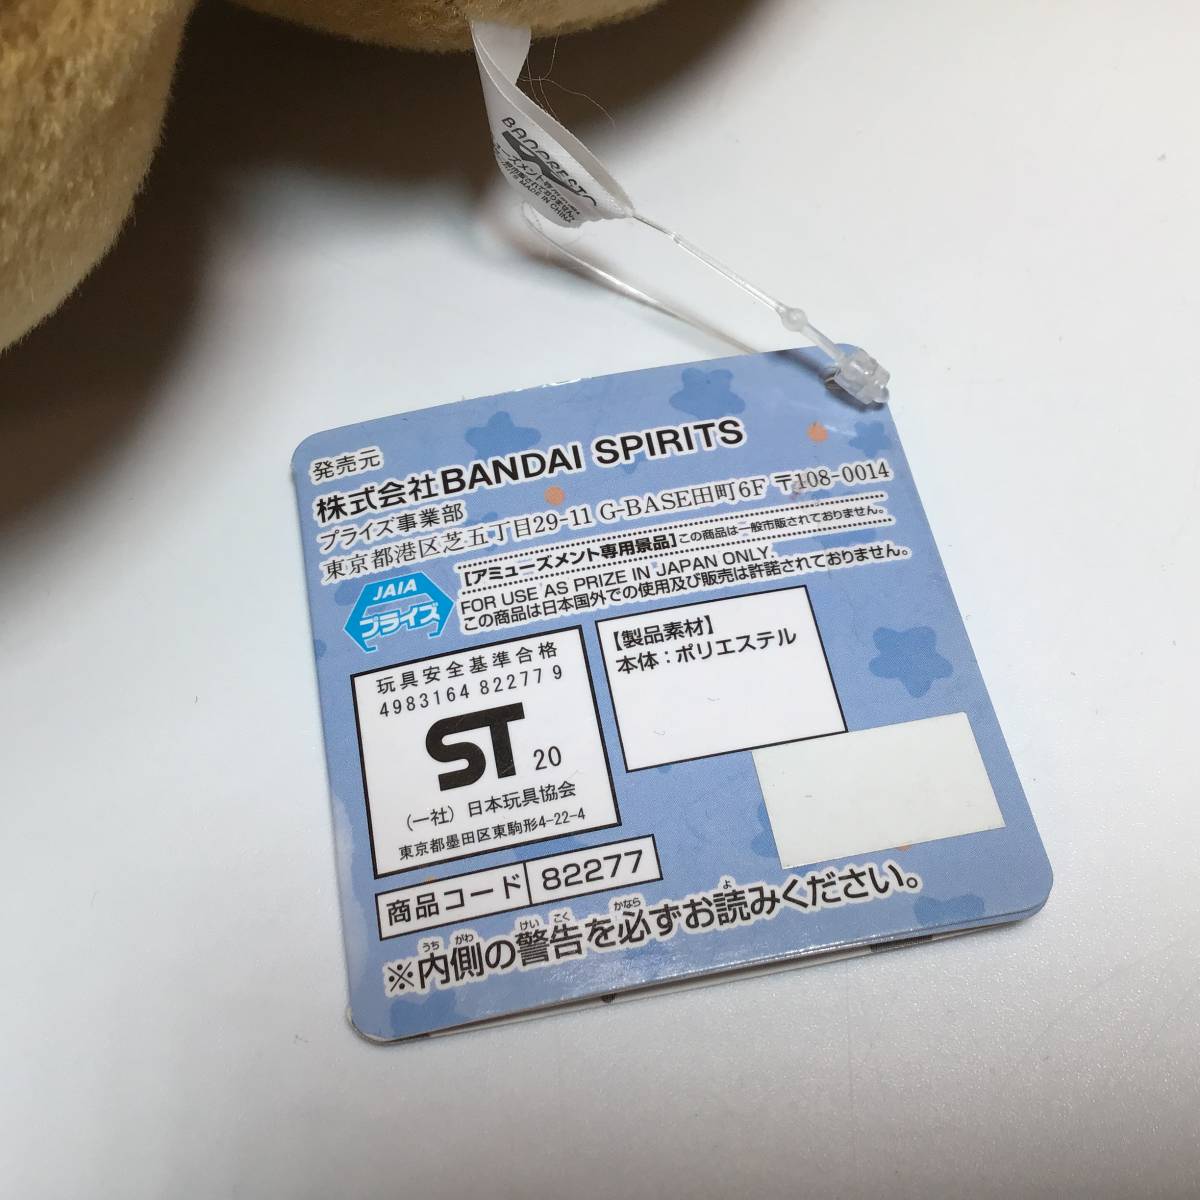 BANPRESTO
MADE IN CHINA
発売元
株式会社BANDAI SPIRITS
プライズ事業部
東京都港区芝五丁目29-11 G-BASE田町6F 〒108-0014
JAIA
プライズ
【アミューズメント専用景品】この商品は一般市販されておりません。
FOR USE AS PRIZE IN JAPAN ONLY
この商品は日本国外での使用及び販売は許諾されておりません。
玩具安全基準合格
4983164 82277 9
ST 20
(一社) 日本玩具協会
東京都墨田区東駒形4-22-4
【製品素材】
本体：ポリエステル
商品コード 82277
※内側の警告を必ずお読みください。